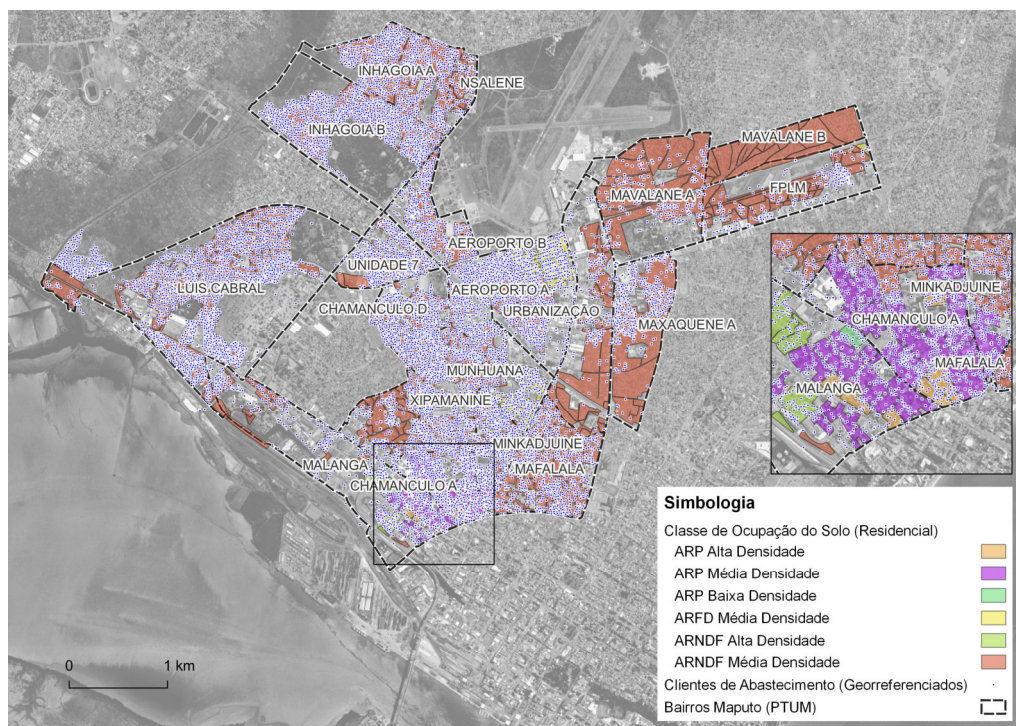 INHAGOIA A
NSALENE
INHAGOIA B
MAVALANE B
MAVALANE A
FPLM
AEROPORTO B
UNIDADE 7
LUIS CABRAL
AEROPORTO A
CHAMANCULO D
URBANIZAÇÃO
MAXAQUENE A
MUNHUANA
XIPAMANINE
MINKADJUINE
MALANGA
MAFALALA
CHAMANCULO A
MINKADJUINE
CHAMANCULO A
MAFALALA
MALANGA
0 1 km
Simbologia
Classe de Ocupação do Solo (Residencial)
ARP Alta Densidade
ARP Média Densidade
ARP Baixa Densidade
ARFD Média Densidade
ARNDF Alta Densidade
ARNDF Média Densidade
Clientes de Abastecimento (Georreferenciados)
Bairros Maputo (PTUM)